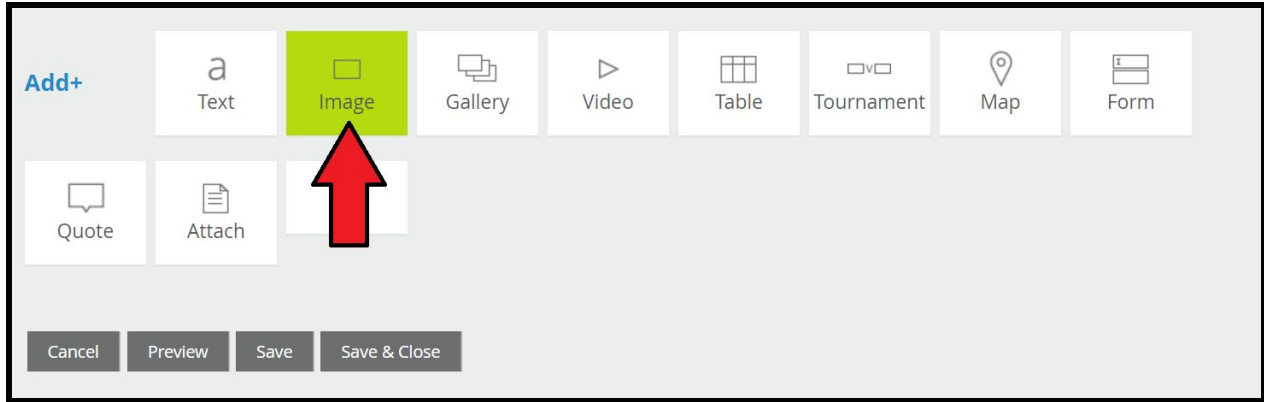 Add+
a
Text Image Gallery Video Table Tournament Map Form
Quote Attach
Cancel Preview Save Save & Close